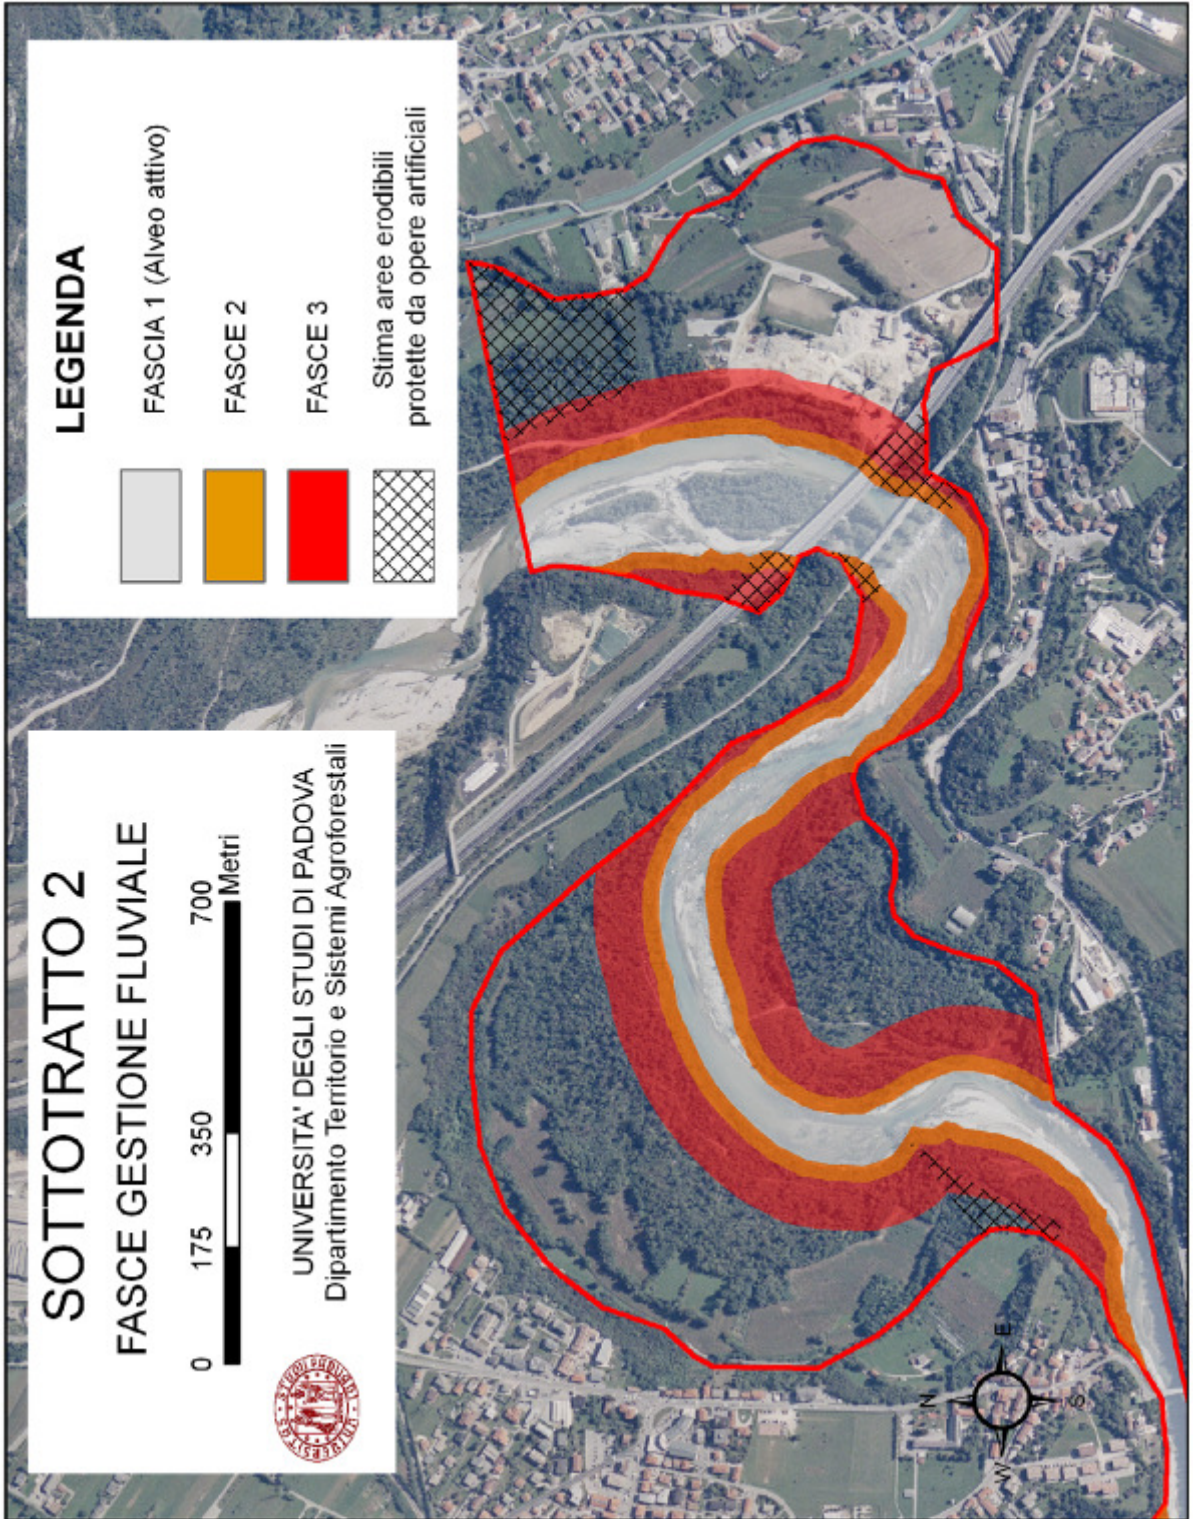 SOTTOTRATTO 2
FASCE GESTIONE FLUVIALE
0 175 350 700
Metri
UNIVERSITA' DEGLI STUDI DI PADOVA
Dipartimento Territorio e Sistemi Agroforestali
LEGENDA
FASCIA 1 (Alveo attivo)
FASCE 2
FASCE 3
Stima aree erodibili
protette da opere artificiali
N
W E
S